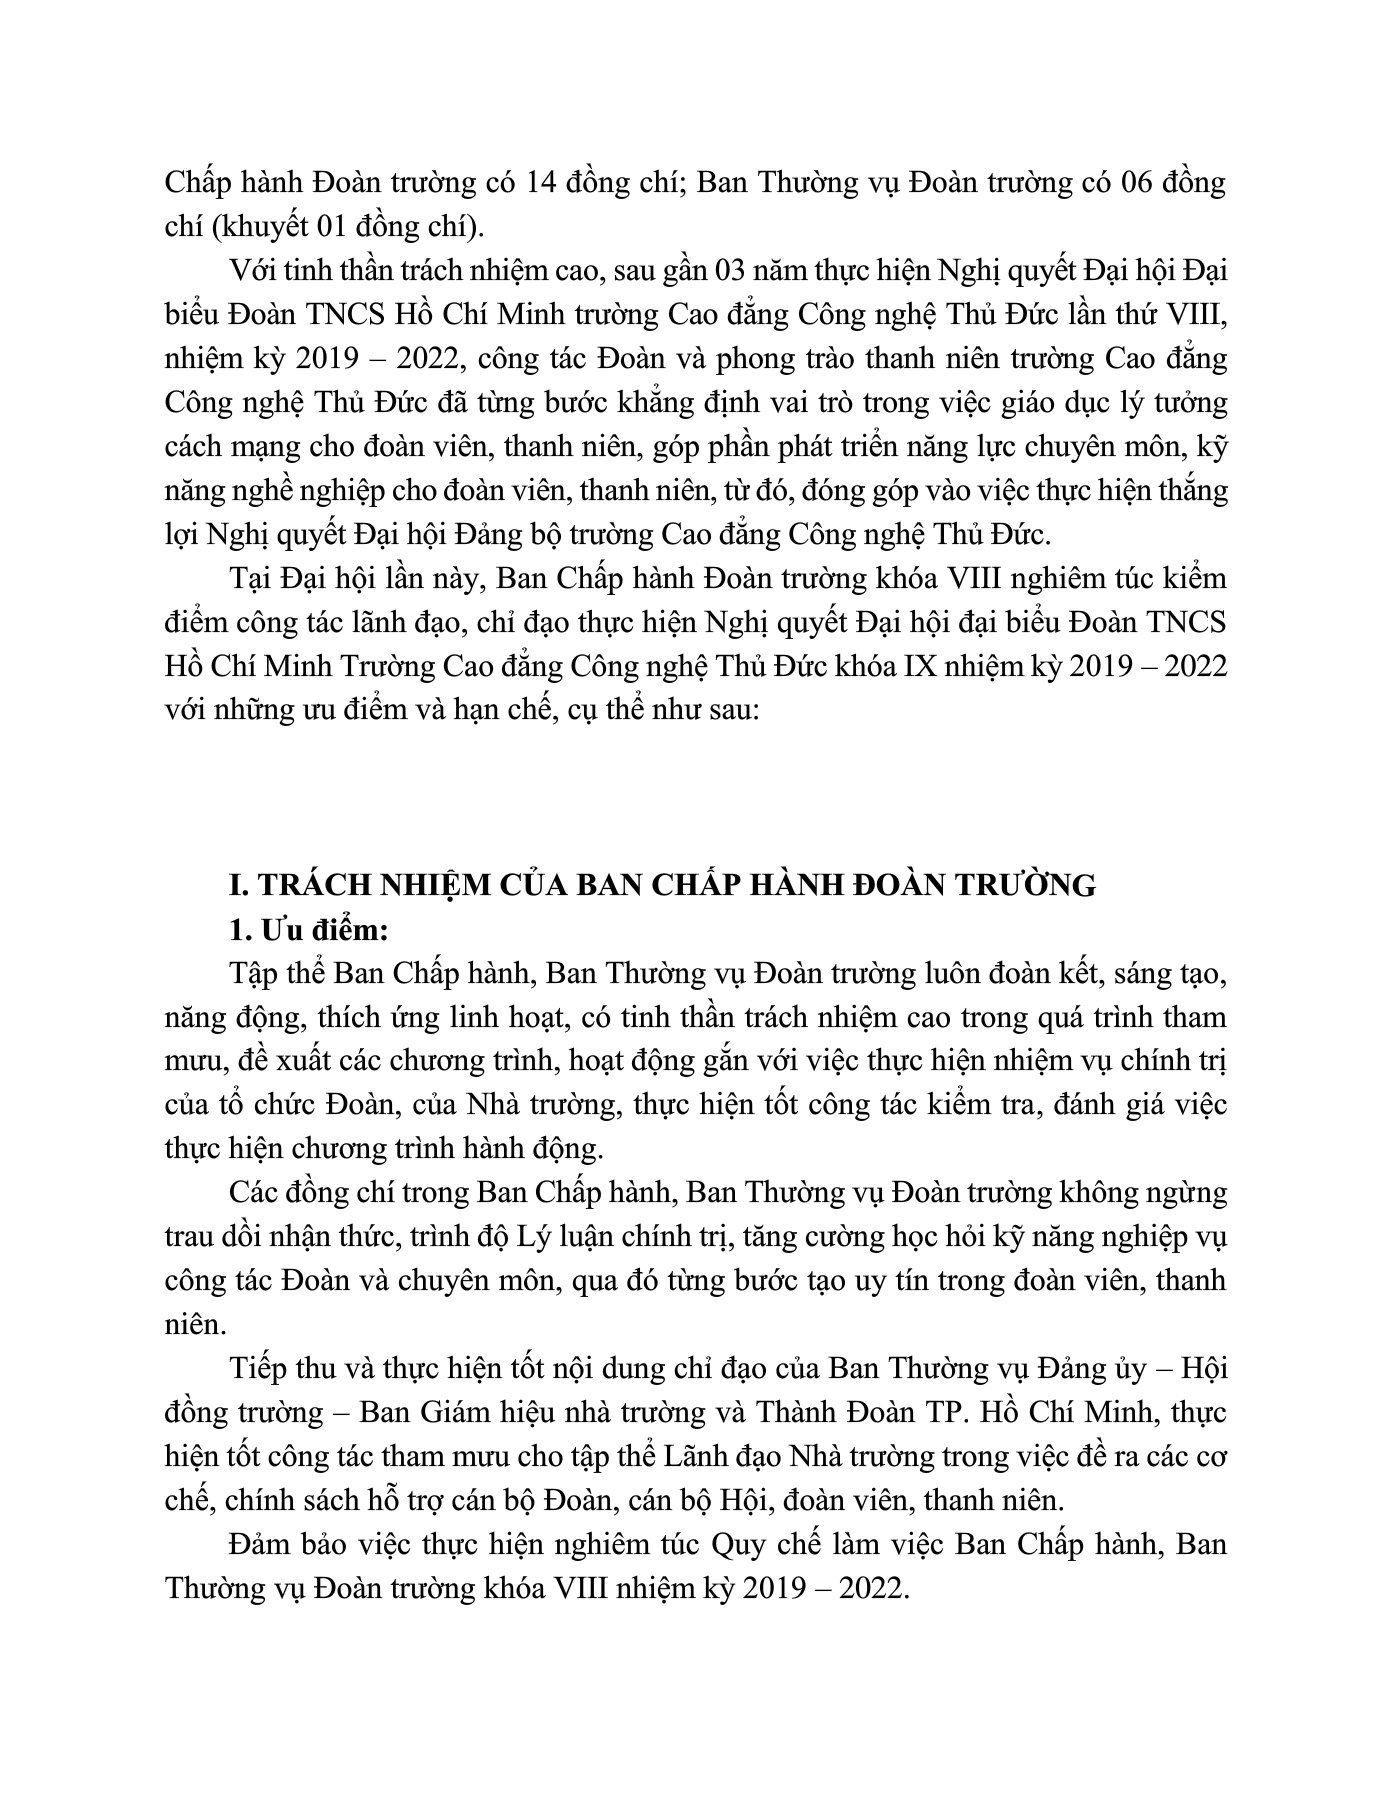 Chấp hành Đoàn trường có 14 đồng chí; Ban Thường vụ Đoàn trường có 06 đồng
chí (khuyết 01 đồng chí).
Với tinh thần trách nhiệm cao, sau gần 03 năm thực hiện Nghị quyết Đại hội Đại
biểu Đoàn TNCS Hồ Chí Minh trường Cao đẳng Công nghệ Thủ Đức lần thứ VIII,
nhiệm kỳ 2019 – 2022, công tác Đoàn và phong trào thanh niên trường Cao đẳng
Công nghệ Thủ Đức đã từng bước khẳng định vai trò trong việc giáo dục lý tưởng
cách mạng cho đoàn viên, thanh niên, góp phần phát triển năng lực chuyên môn, kỹ
năng nghề nghiệp cho đoàn viên, thanh niên, từ đó, đóng góp vào việc thực hiện thắng
lợi Nghị quyết Đại hội Đảng bộ trường Cao đẳng Công nghệ Thủ Đức.
Tại Đại hội lần này, Ban Chấp hành Đoàn trường khóa VIII nghiêm túc kiểm
điểm công tác lãnh đạo, chỉ đạo thực hiện Nghị quyết Đại hội đại biểu Đoàn TNCS
Hồ Chí Minh Trường Cao đẳng Công nghệ Thủ Đức khóa IX nhiệm kỳ 2019 – 2022
với những ưu điểm và hạn chế, cụ thể như sau:
I. TRÁCH NHIỆM CỦA BAN CHẤP HÀNH ĐOÀN TRƯỜNG
1. Ưu điểm:
Tập thể Ban Chấp hành, Ban Thường vụ Đoàn trường luôn đoàn kết, sáng tạo,
năng động, thích ứng linh hoạt, có tinh thần trách nhiệm cao trong quá trình tham
mưu, đề xuất các chương trình, hoạt động gắn với việc thực hiện nhiệm vụ chính trị
của tổ chức Đoàn, của Nhà trường, thực hiện tốt công tác kiểm tra, đánh giá việc
thực hiện chương trình hành động.
Các đồng chí trong Ban Chấp hành, Ban Thường vụ Đoàn trường không ngừng
trau dồi nhận thức, trình độ Lý luận chính trị, tăng cường học hỏi kỹ năng nghiệp vụ
công tác Đoàn và chuyên môn, qua đó từng bước tạo uy tín trong đoàn viên, thanh
niên.
Tiếp thu và thực hiện tốt nội dung chỉ đạo của Ban Thường vụ Đảng ủy – Hội
đồng trường – Ban Giám hiệu nhà trường và Thành Đoàn TP. Hồ Chí Minh, thực
hiện tốt công tác tham mưu cho tập thể Lãnh đạo Nhà trường trong việc đề ra các cơ
chế, chính sách hỗ trợ cán bộ Đoàn, cán bộ Hội, đoàn viên, thanh niên.
Đảm bảo việc thực hiện nghiêm túc Quy chế làm việc Ban Chấp hành, Ban
Thường vụ Đoàn trường khóa VIII nhiệm kỳ 2019 – 2022.